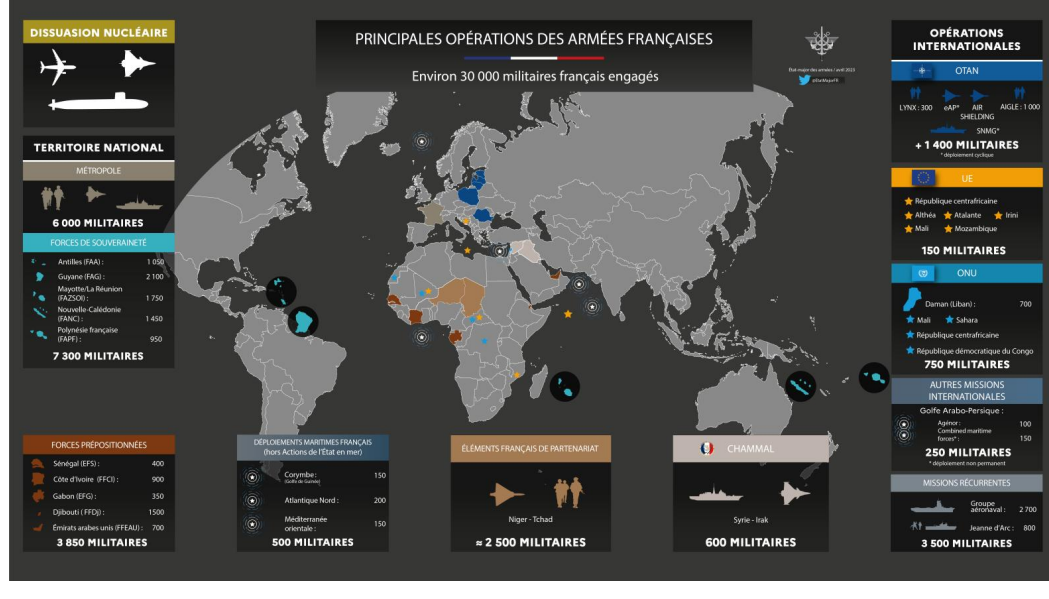 PRINCIPALES OPÉRATIONS DES ARMÉES FRANÇAISES
Environ 30 000 militaires français engagés
État-major des armées / avril 2023
@EtatMajorFR
DISSUASION NUCLÉAIRE
TERRITOIRE NATIONAL
MÉTROPOLE
6 000 MILITAIRES
FORCES DE SOUVERAINETÉ
Antilles (FAA) : 1 050
Guyane (FAG) : 2 100
Mayotte/La Réunion
(FAZSOI) : 1 750
Nouvelle-Calédonie
(FANC) : 1 450
Polynésie française
(FAPF) : 950
7 300 MILITAIRES
FORCES PRÉPOSITIONNÉES
Sénégal (EFS) : 400
Côte d'Ivoire (FFCI) : 900
Gabon (EFG) : 350
Djibouti ( FFDj) : 1500
Émirats arabes unis (FFEAU) : 700
3 850 MILITAIRES
DÉPLOIEMENTS MARITIMES FRANÇAIS
(hors Actions de l'État en mer)
Corymbe : 150
(Golfe de Guinée)
Atlantique Nord : 200
Méditerranée
orientale : 150
500 MILITAIRES
ÉLÉMENTS FRANÇAIS DE PARTENARIAT
Niger - Tchad
≈ 2 500 MILITAIRES
CHAMMAL
Syrie - Irak
600 MILITAIRES
OPÉRATIONS
INTERNATIONALES
OTAN
LYNX : 300 eAP* AIR AIGLE : 1 000
SHIELDING
SNMG*
+ 1 400 MILITAIRES
* déploiement cyclique
UE
République centrafricaine
Althéa Atalante Irini
Mali Mozambique
150 MILITAIRES
ONU
Daman (Liban) : 700
Mali Sahara
République centrafricaine
République démocratique du Congo
750 MILITAIRES
AUTRES MISSIONS
INTERNATIONALES
Golfe Arabo-Persique :
Agénor : 100
Combined maritime
forces* : 150
250 MILITAIRES
* déploiement non permanent
MISSIONS RÉCURRENTES
Groupe
aéronaval : 2 700
Jeanne d'Arc : 800
3 500 MILITAIRES